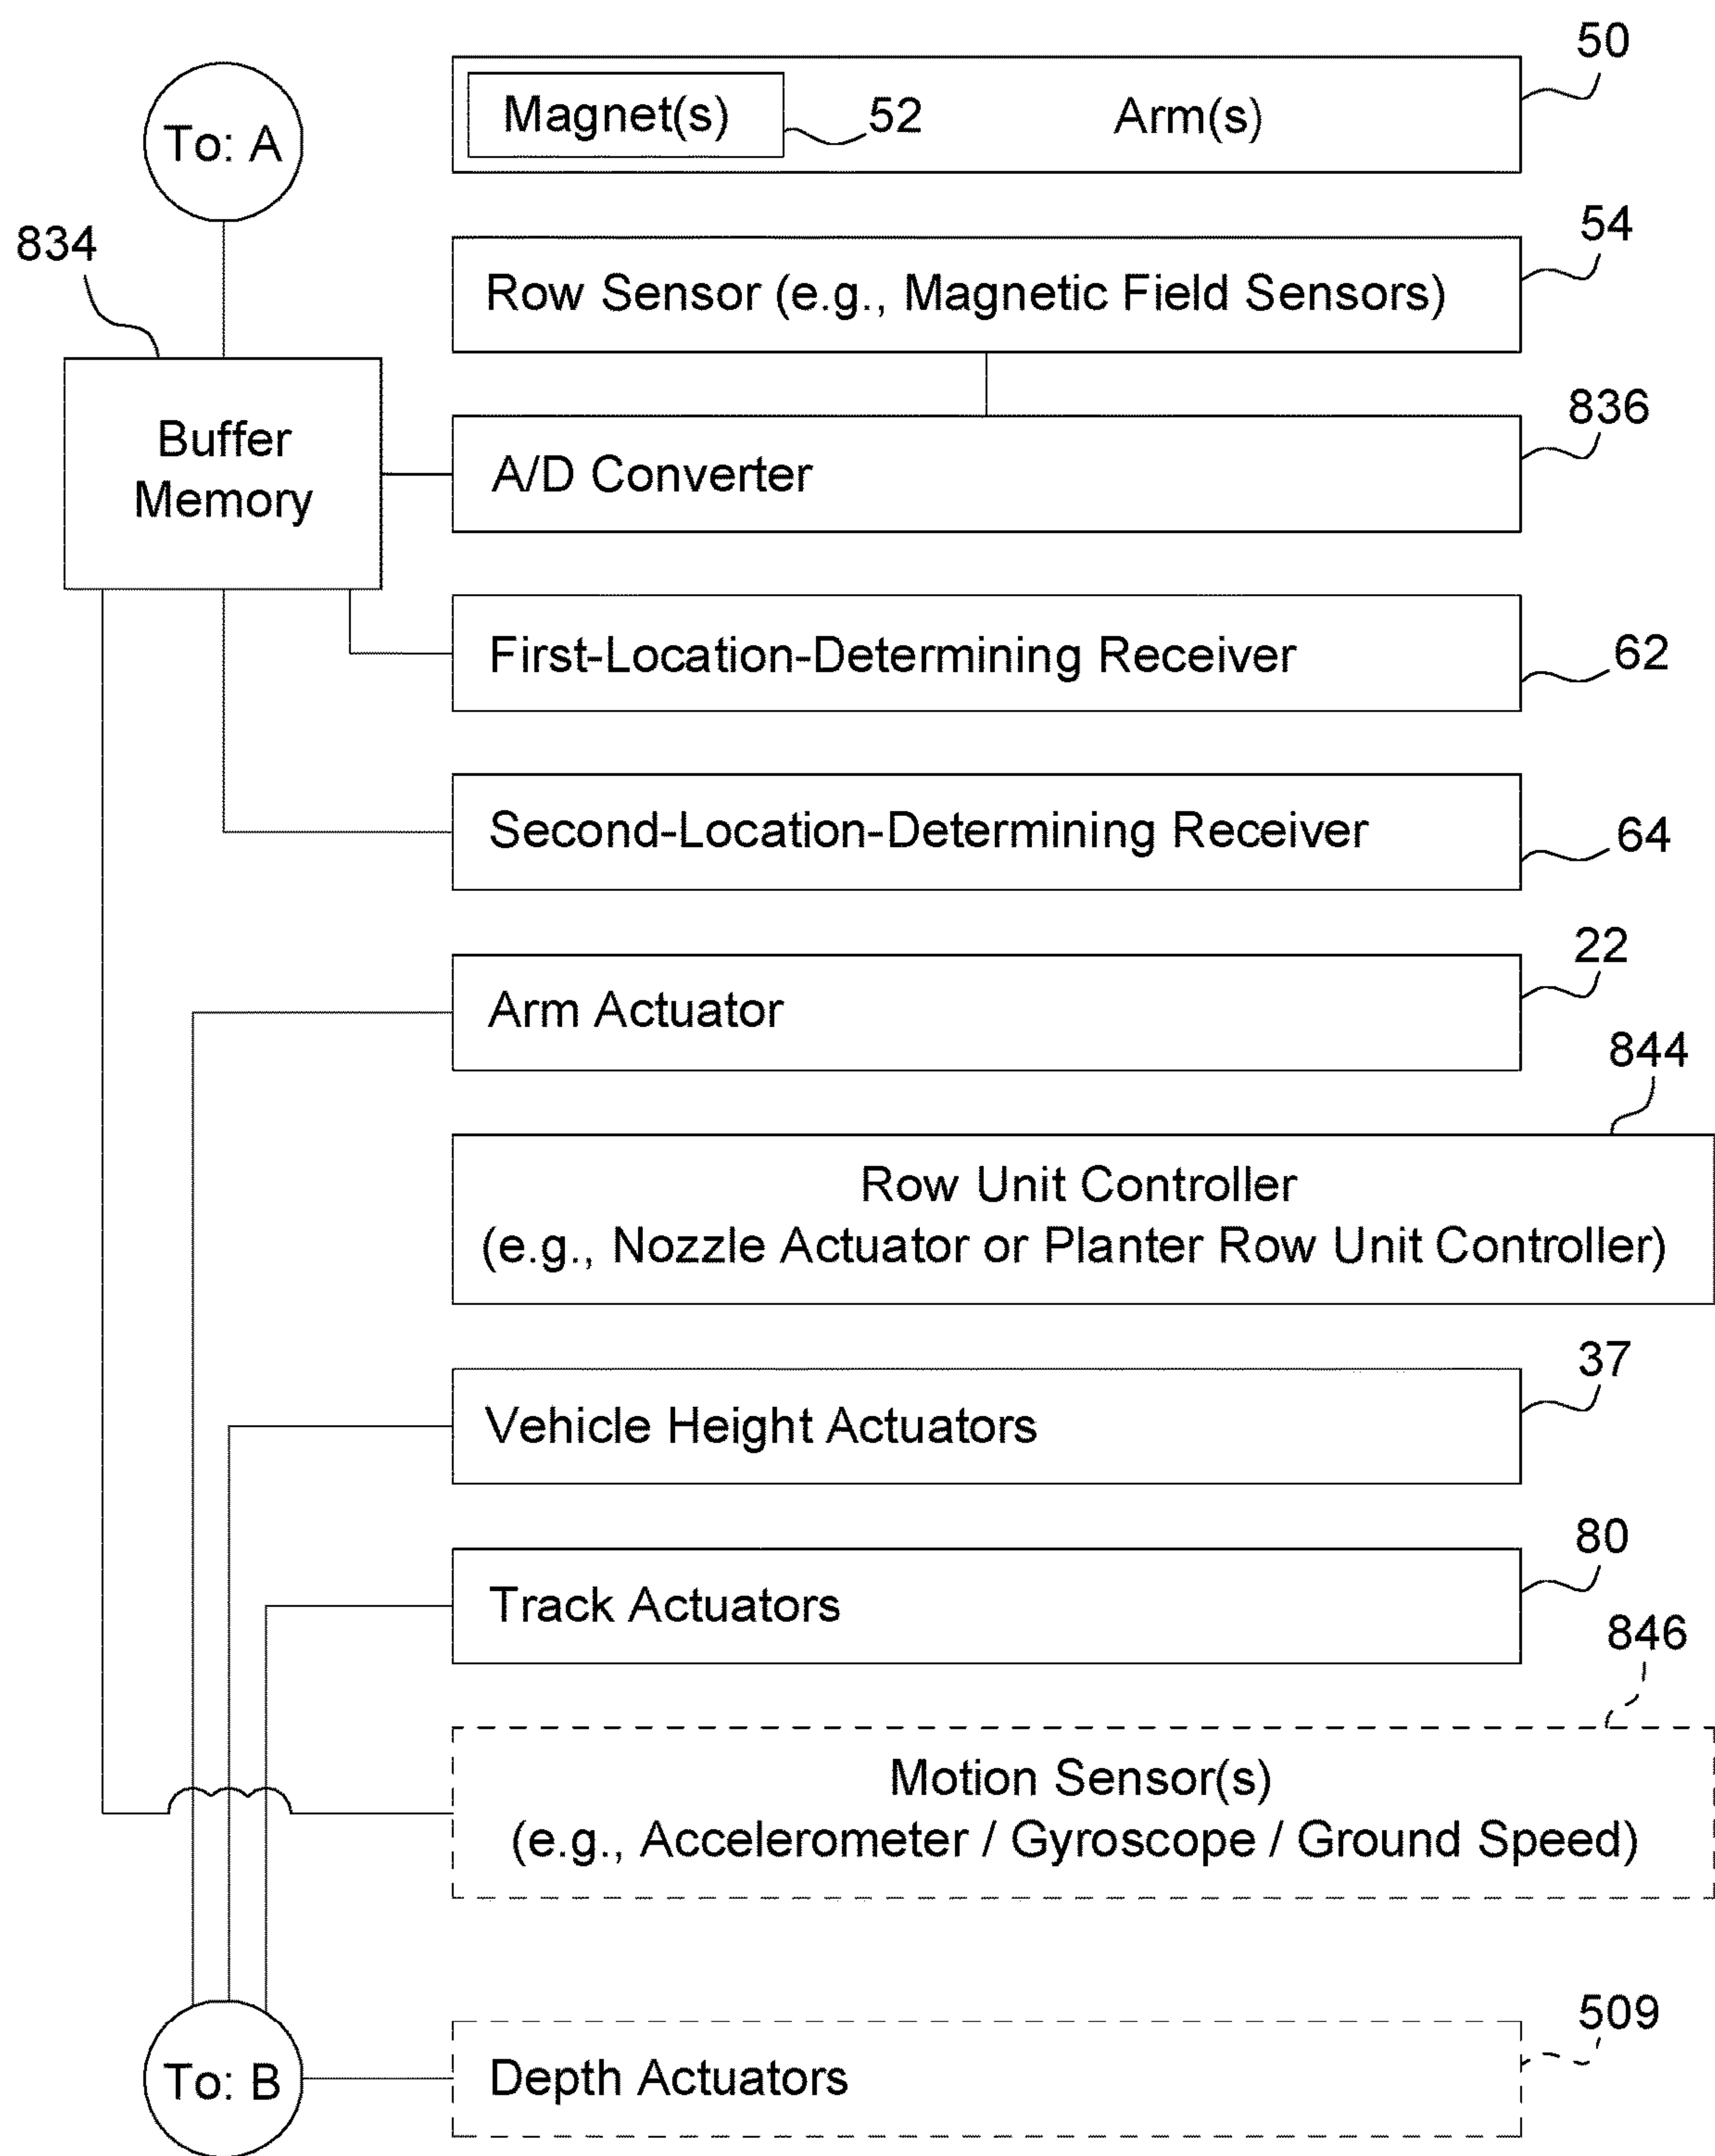 50
Magnet(s)
52
Arm(s)
To: A
834
54
Row Sensor (e.g., Magnetic Field Sensors)
Buffer
Memory
836
A/D Converter
First-Location-Determining Receiver
62
Second-Location-Determining Receiver
64
22
Arm Actuator
844
Row Unit Controller
(e.g., Nozzle Actuator or Planter Row Unit Controller)
37
Vehicle Height Actuators
80
Track Actuators
846
Motion Sensor(s)
(e.g., Accelerometer / Gyroscope / Ground Speed)
509
To: B
Depth Actuators